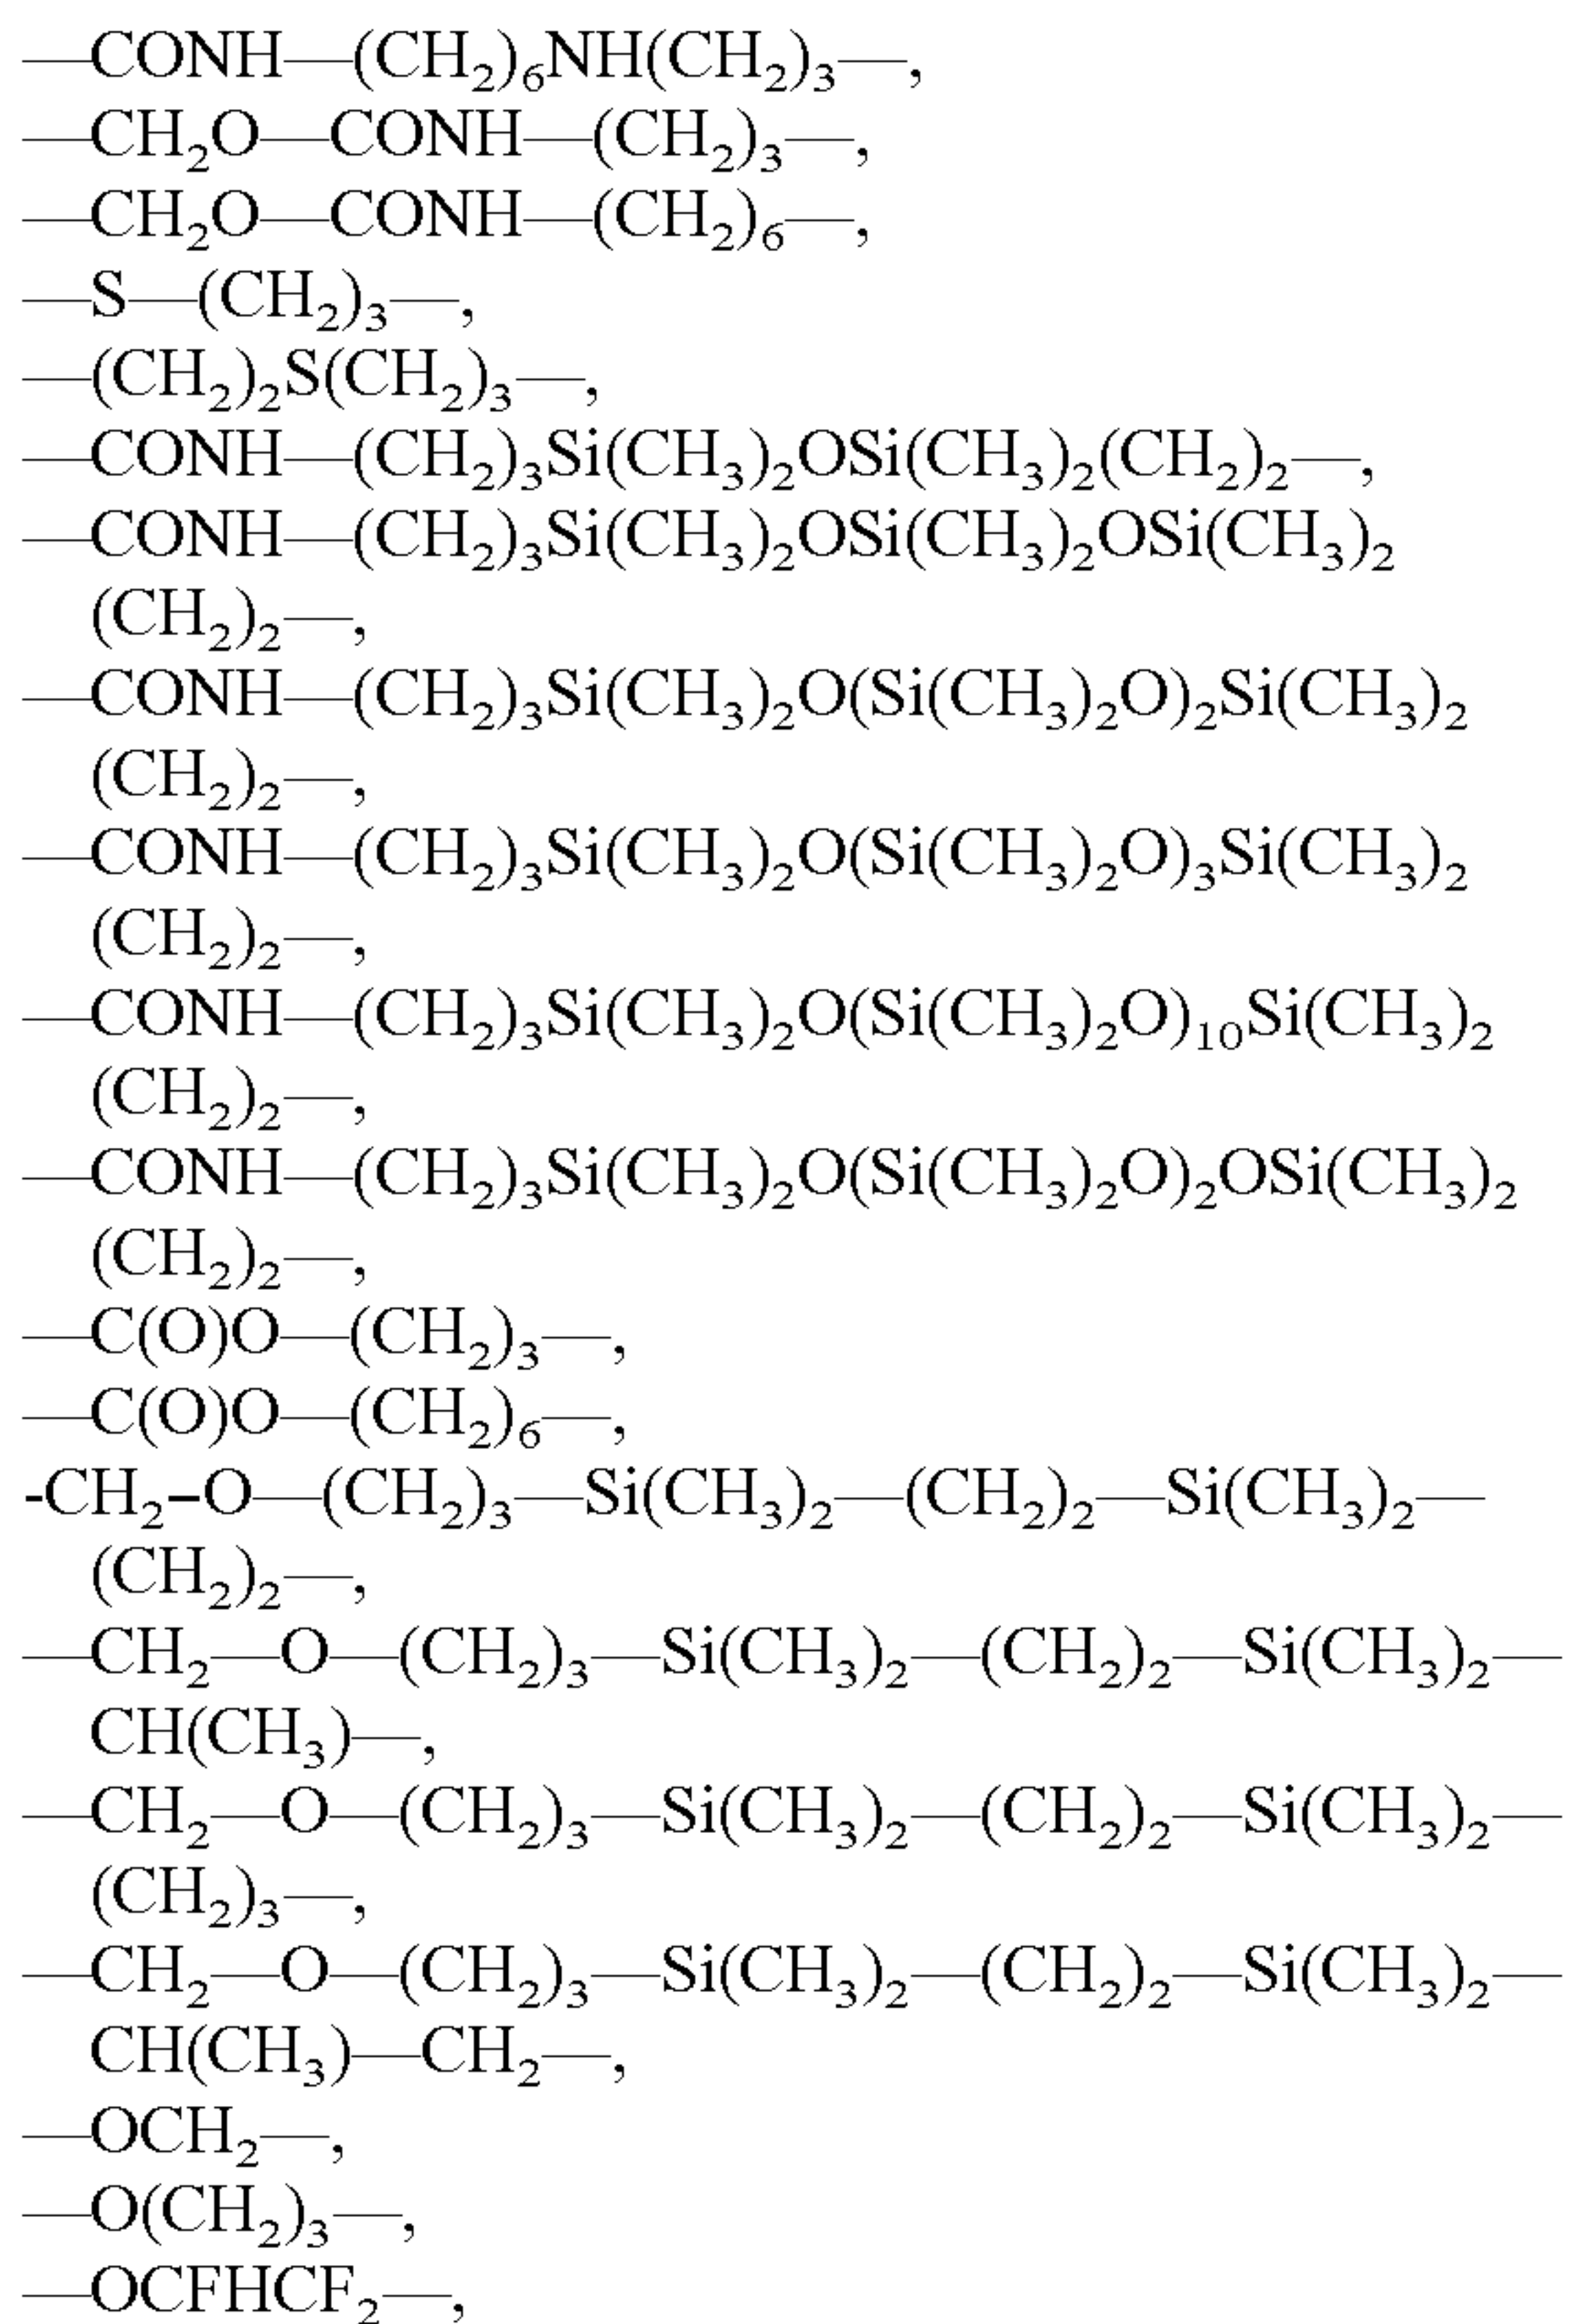 —CONH—(CH₂)₆NH(CH₂)₃—,
—CH₂O—CONH—(CH₂)₃—,
—CH₂O—CONH—(CH₂)₆—,
—S—(CH₂)₃—,
—(CH₂)₂S(CH₂)₃—,
—CONH—(CH₂)₃Si(CH₃)₂OSi(CH₃)₂(CH₂)₂—,
—CONH—(CH₂)₃Si(CH₃)₂OSi(CH₃)₂OSi(CH₃)₂
(CH₂)₂—,
—CONH—(CH₂)₃Si(CH₃)₂O(Si(CH₃)₂O)₂Si(CH₃)₂
(CH₂)₂—,
—CONH—(CH₂)₃Si(CH₃)₂O(Si(CH₃)₂O)₃Si(CH₃)₂
(CH₂)₂—,
—CONH—(CH₂)₃Si(CH₃)₂O(Si(CH₃)₂O)₁₀Si(CH₃)₂
(CH₂)₂—,
—CONH—(CH₂)₃Si(CH₃)₂O(Si(CH₃)₂O)₂OSi(CH₃)₂
(CH₂)₂—,
—C(O)O—(CH₂)₃—,
—C(O)O—(CH₂)₆—,
-CH₂–O—(CH₂)₃—Si(CH₃)₂—(CH₂)₂—Si(CH₃)₂—
(CH₂)₂—,
—CH₂—O—(CH₂)₃—Si(CH₃)₂—(CH₂)₂—Si(CH₃)₂—
CH(CH₃)—,
—CH₂—O—(CH₂)₃—Si(CH₃)₂—(CH₂)₂—Si(CH₃)₂—
(CH₂)₃—,
—CH₂—O—(CH₂)₃—Si(CH₃)₂—(CH₂)₂—Si(CH₃)₂—
CH(CH₃)—CH₂—,
—OCH₂—,
—O(CH₂)₃—,
—OCFHCF₂—,